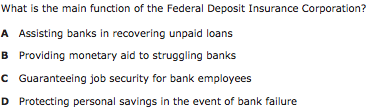 What is the main function of the Federal Deposit Insurance Corporation?
A Assisting banks in recovering unpaid loans
B Providing monetary aid to struggling banks
C Guaranteeing job security for bank employees
D Protecting personal savings in the event of bank failure